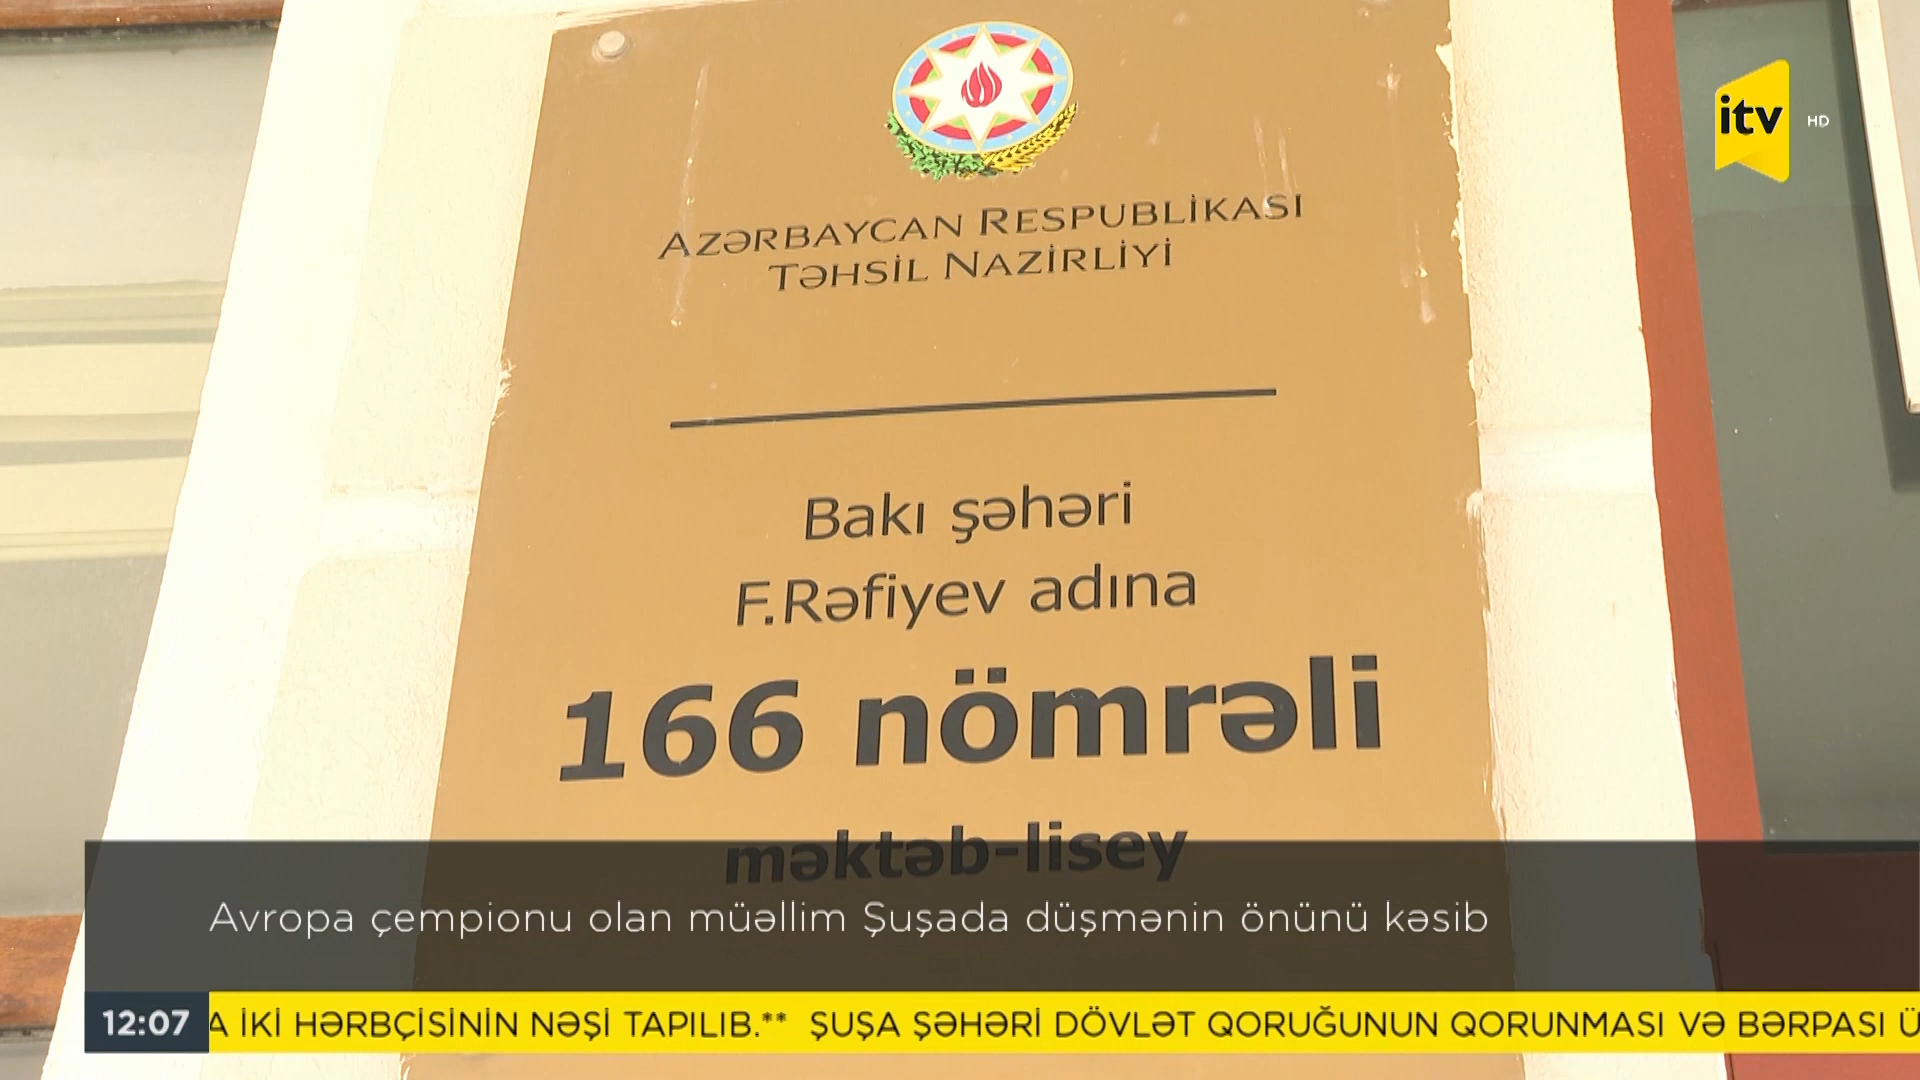 itv HD
AZƏRBAYCAN RESPUBLİKASI
TƏHSİL NAZİRLİYİ
Bakı şəhəri
F.Rəfiyev adına
166 nömrəli
məktəb-lisey
Avropa çempionu olan müəllim Şuşada düşmənin önünü kəsib
12:07 A İKİ HƏRBÇİSİNİN NƏŞİ TAPILIB.** ŞUŞA ŞƏHƏRİ DÖVLƏT QORUĞUNUN QORUNMASI VƏ BƏRPASI Ü